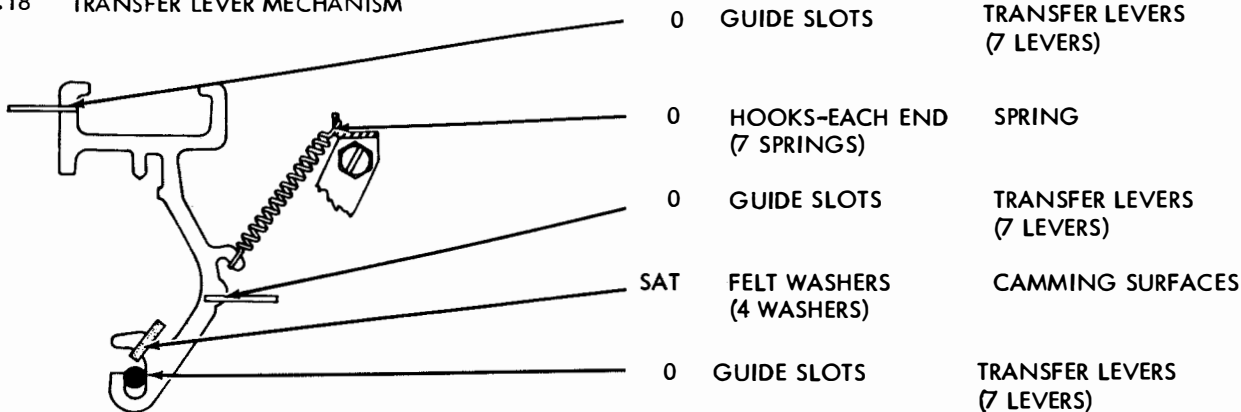 .18 TRANSFER LEVER MECHANISM
0 GUIDE SLOTS TRANSFER LEVERS
(7 LEVERS)
0 HOOKS-EACH END SPRING
(7 SPRINGS)
0 GUIDE SLOTS TRANSFER LEVERS
(7 LEVERS)
SAT FELT WASHERS CAMMING SURFACES
(4 WASHERS)
0 GUIDE SLOTS TRANSFER LEVERS
(7 LEVERS)